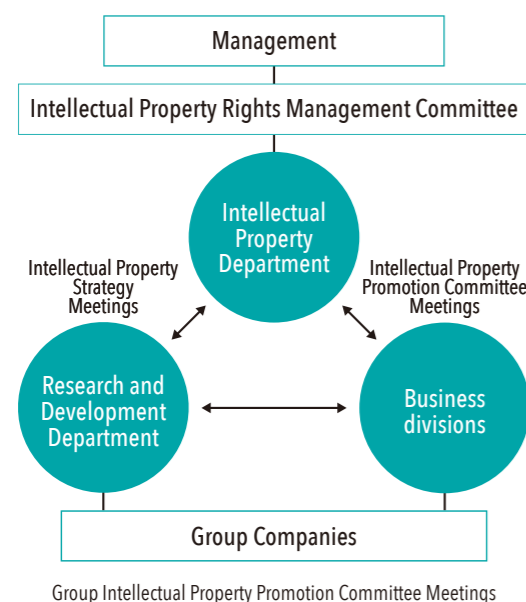 Management
Intellectual Property Rights Management Committee
Intellectual
Property
Department
Intellectual Property
Strategy
Meetings
Intellectual Property
Promotion Committee
Meetings
Research and
Development
Department
Business
divisions
Group Companies
Group Intellectual Property Promotion Committee Meetings